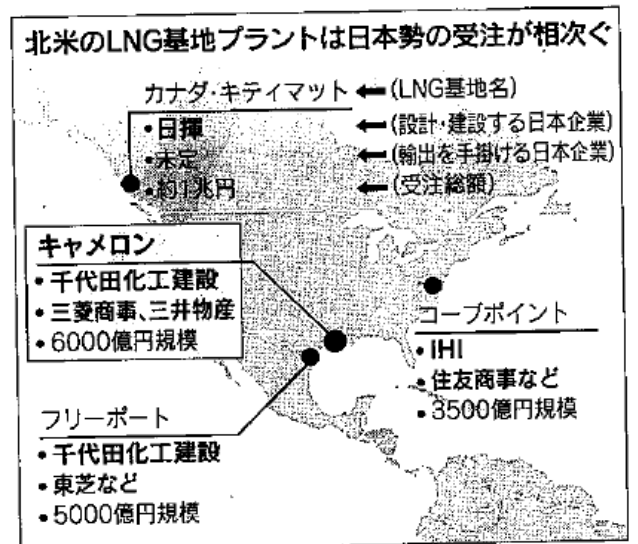 北米のLNG基地プラントは日本勢の受注が相次ぐ
カナダ・キティマット ←(LNG基地名)
・日揮 ←(設計・建設する日本企業)
・未定 ←(輸出を手掛ける日本企業)
・約1兆円 ←(受注総額)
キャメロン
・千代田化工建設
・三菱商事、三井物産
・6000億円規模
コーブポイント
・IHI
・住友商事など
・3500億円規模
フリーポート
・千代田化工建設
・東芝など
・5000億円規模